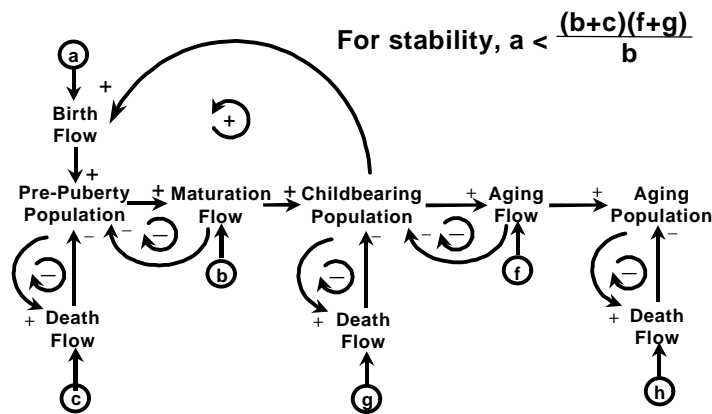 For stability, a < (b+c)(f+g)
b
a
+
Birth
Flow
+
+
Pre-Puberty
Population
+
Maturation
Flow
+
Childbearing
Population
+
Aging
Flow
+
Aging
Population
− − − − − − −
− − − −
b
f
+ Death
Flow
+ Death
Flow
+ Death
Flow
c
g
h